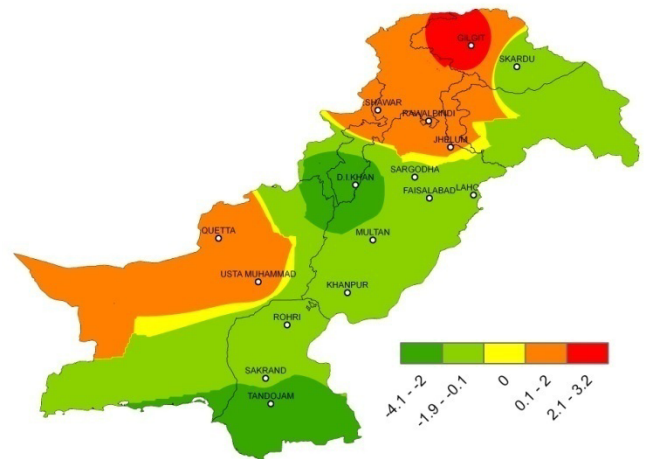 GILGIT
SKARDU
SHAWAR
RAWALPINDI
JHELUM
SARGODHA
D.I.KHAN
FAISALABAD
LAHO
QUETTA
MULTAN
USTA MUHAMMAD
KHANPUR
ROHRI
SAKRAND
TANDOJAM
-4.1 - -2
-1.9 - -0.1
0
0.1 - 2
2.1 - 3.2